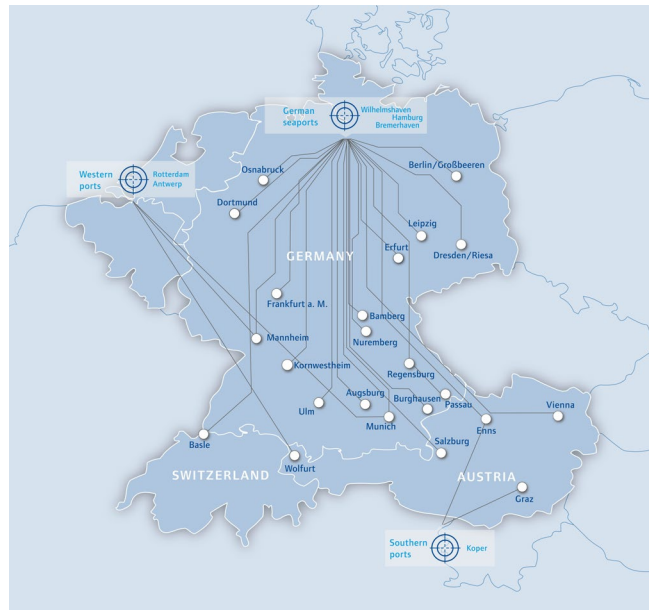 German
seaports
Wilhelmshaven
Hamburg
Bremerhaven
Western
ports
Rotterdam
Antwerp
Osnabruck
Berlin/Großbeeren
Dortmund
Leipzig
Erfurt
Dresden/Riesa
GERMANY
Frankfurt a. M.
Bamberg
Mannheim
Nuremberg
Kornwestheim
Regensburg
Augsburg
Burghausen
Passau
Vienna
Ulm
Munich
Enns
Basle
Salzburg
Wolfurt
SWITZERLAND
AUSTRIA
Graz
Southern
ports
Koper